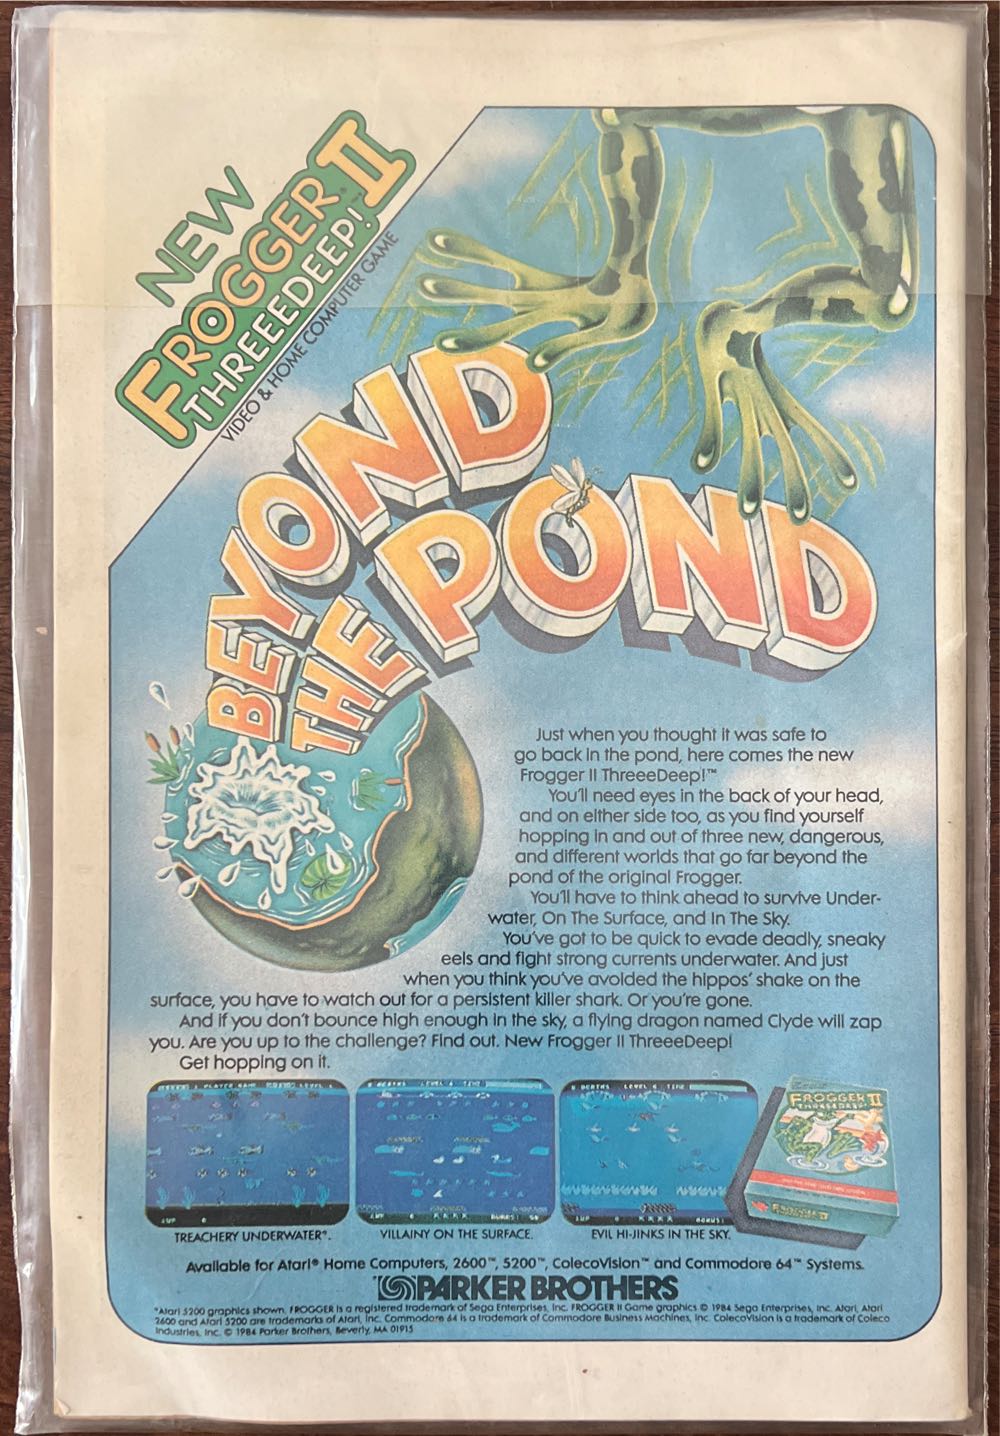 NEW
FROGGER II
THREEEDEEP!™
VIDEO & HOME COMPUTER GAME
BEYOND
THE POND
Just when you thought it was safe to
go back in the pond, here comes the new
Frogger II ThreeeDeep!™
You'll need eyes in the back of your head,
and on either side too, as you find yourself
hopping in and out of three new, dangerous,
and different worlds that go far beyond the
pond of the original Frogger.
You'll have to think ahead to survive Under-
water, On The Surface, and In The Sky.
You've got to be quick to evade deadly, sneaky
eels and fight strong currents underwater. And just
when you think you've avoided the hippos' shake on the
surface, you have to watch out for a persistent killer shark. Or you're gone.
And if you don't bounce high enough in the sky, a flying dragon named Clyde will zap
you. Are you up to the challenge? Find out. New Frogger II ThreeeDeep!
Get hopping on it.
FROGGER II
THREEEDEEP!
FROGGER II
TREACHERY UNDERWATER*.
VILLAINY ON THE SURFACE.
EVIL HI-JINKS IN THE SKY.
Available for Atari® Home Computers, 2600™, 5200™, ColecoVision™ and Commodore 64™ Systems.
PARKER BROTHERS
*Atari 5200 graphics shown. FROGGER is a registered trademark of Sega Enterprises, Inc. FROGGER II Game graphics © 1984 Sega Enterprises, Inc. Atari, Atari
2600 and Atari 5200 are trademarks of Atari, Inc. Commodore 64 is a trademark of Commodore Business Machines, Inc. ColecoVision is a trademark of Coleco
Industries, Inc. © 1984 Parker Brothers, Beverly, MA 01915